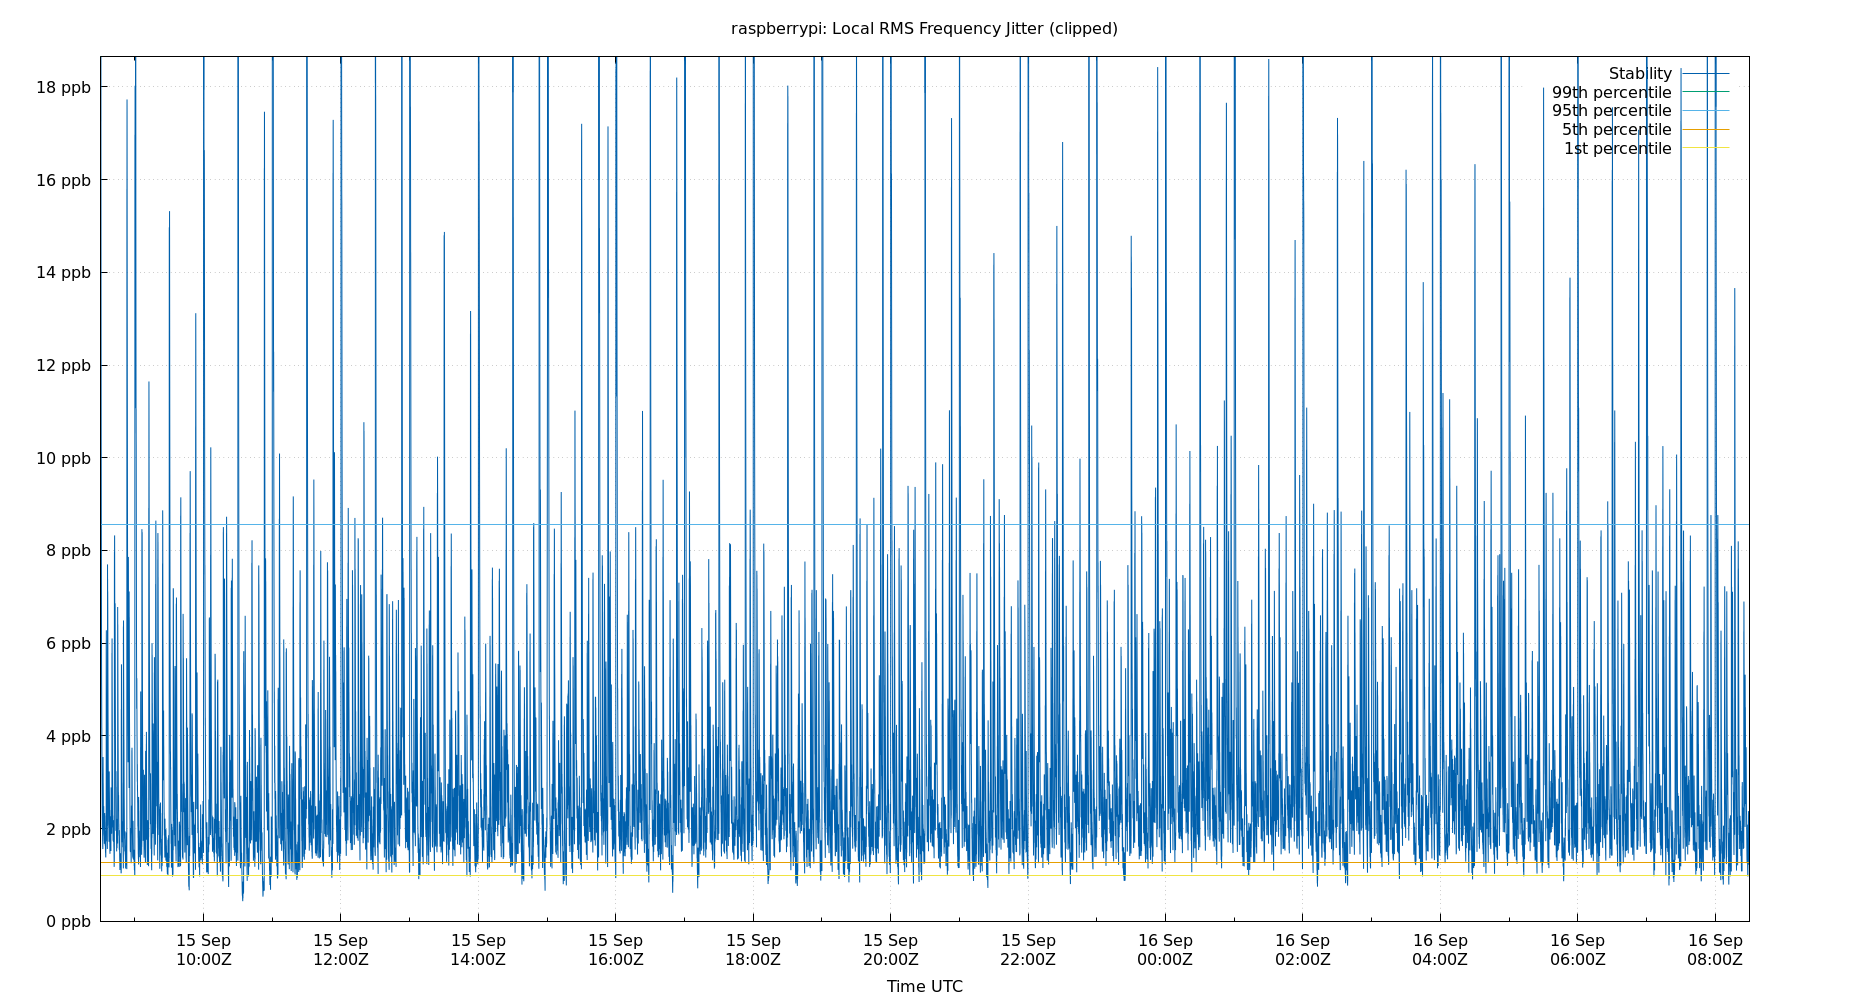 raspberrypi: Local RMS Frequency Jitter (clipped)
18 ppb
16 ppb
14 ppb
12 ppb
10 ppb
8 ppb
6 ppb
4 ppb
2 ppb
0 ppb
Stability
99th percentile
95th percentile
5th percentile
1st percentile
15 Sep 15 Sep 15 Sep 15 Sep 15 Sep 15 Sep 15 Sep 16 Sep 16 Sep 16 Sep 16 Sep 16 Sep
10:00Z 12:00Z 14:00Z 16:00Z 18:00Z 20:00Z 22:00Z 00:00Z 02:00Z 04:00Z 06:00Z 08:00Z
Time UTC